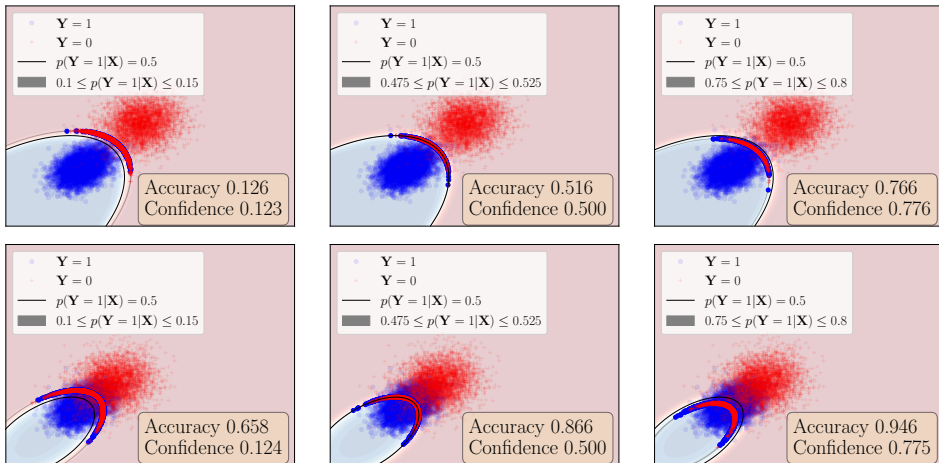 Y = 1
Y = 0
p(Y = 1|X) = 0.5
0.1 ≤ p(Y = 1|X) ≤ 0.15
Accuracy 0.126
Confidence 0.123
Y = 1
Y = 0
p(Y = 1|X) = 0.5
0.475 ≤ p(Y = 1|X) ≤ 0.525
Accuracy 0.516
Confidence 0.500
Y = 1
Y = 0
p(Y = 1|X) = 0.5
0.75 ≤ p(Y = 1|X) ≤ 0.8
Accuracy 0.766
Confidence 0.776
Y = 1
Y = 0
p(Y = 1|X) = 0.5
0.1 ≤ p(Y = 1|X) ≤ 0.15
Accuracy 0.658
Confidence 0.124
Y = 1
Y = 0
p(Y = 1|X) = 0.5
0.475 ≤ p(Y = 1|X) ≤ 0.525
Accuracy 0.866
Confidence 0.500
Y = 1
Y = 0
p(Y = 1|X) = 0.5
0.75 ≤ p(Y = 1|X) ≤ 0.8
Accuracy 0.946
Confidence 0.775